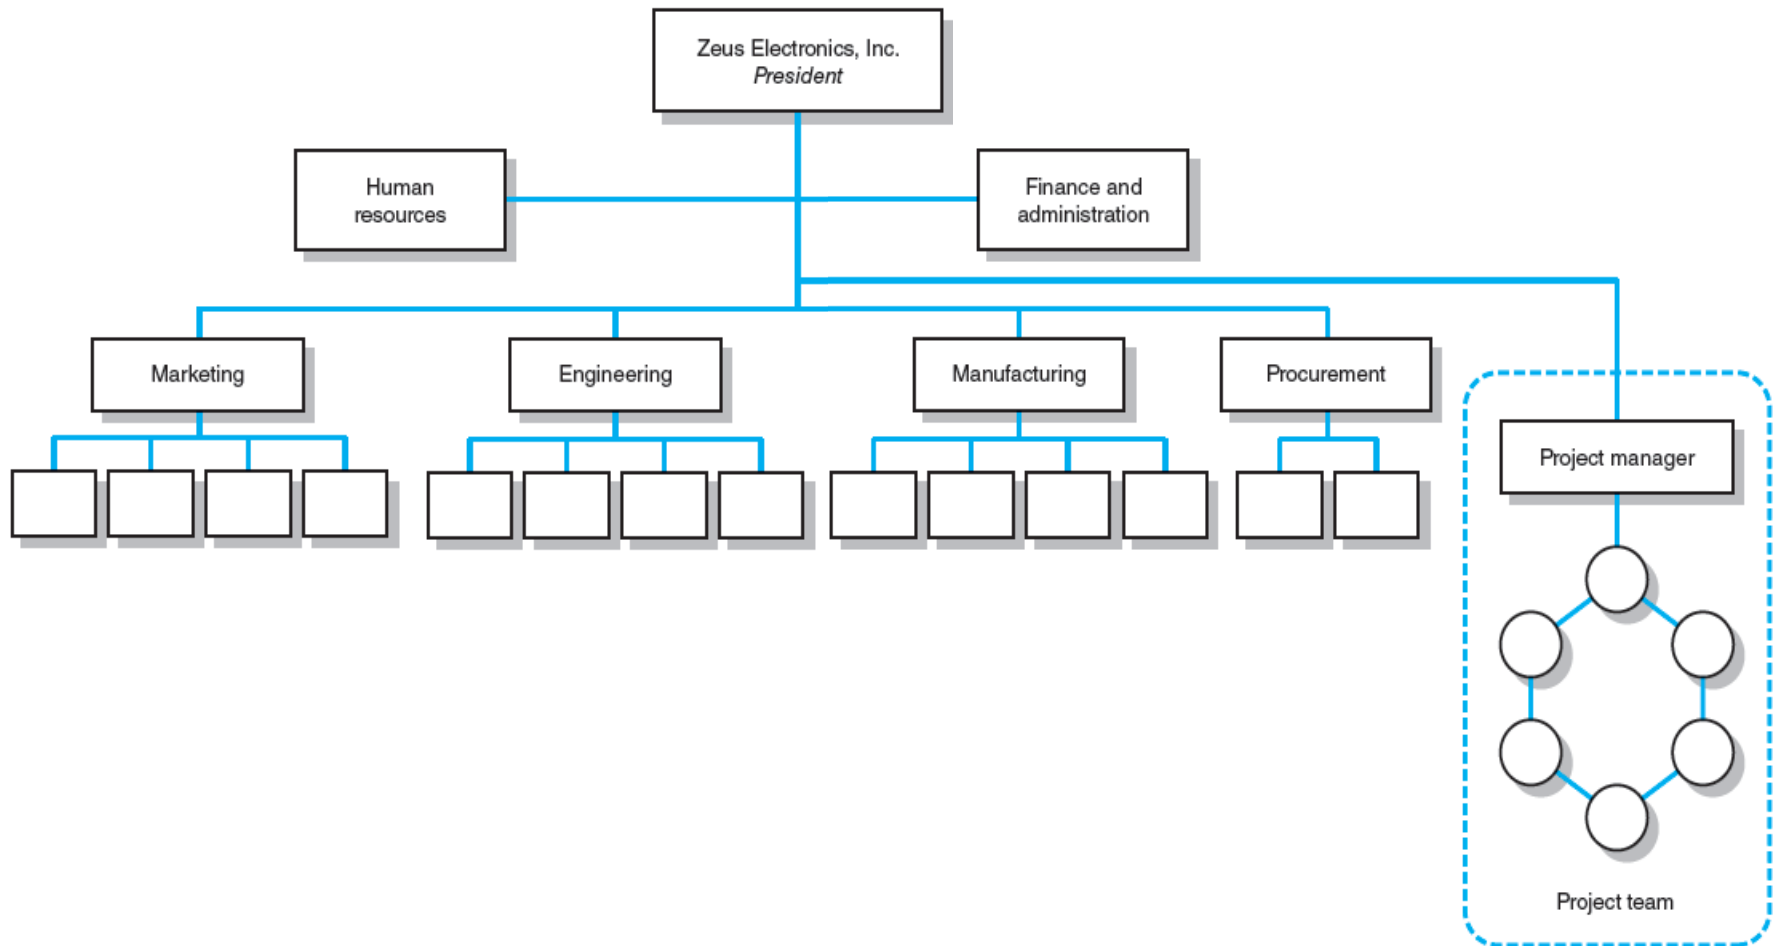 Zeus Electronics, Inc.
President
Human
resources
Finance and
administration
Marketing
Engineering
Manufacturing
Procurement
Project manager
Project team